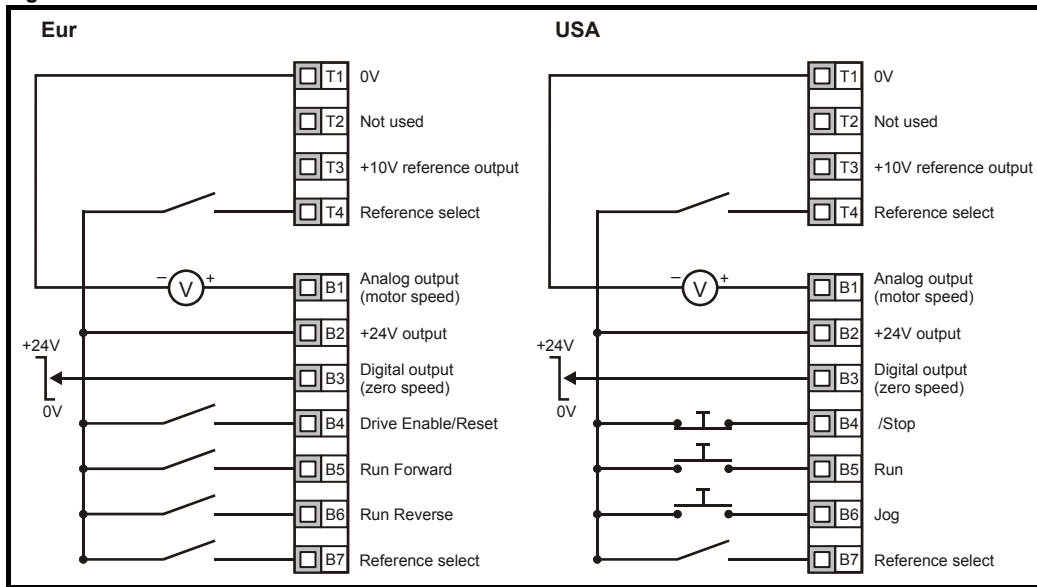 Eur
T1 0V
T2 Not used
T3 +10V reference output
T4 Reference select
– V +
B1 Analog output
(motor speed)
B2 +24V output
+24V
0V
B3 Digital output
(zero speed)
B4 Drive Enable/Reset
B5 Run Forward
B6 Run Reverse
B7 Reference select
USA
T1 0V
T2 Not used
T3 +10V reference output
T4 Reference select
– V +
B1 Analog output
(motor speed)
B2 +24V output
+24V
0V
B3 Digital output
(zero speed)
B4 /Stop
B5 Run
B6 Jog
B7 Reference select